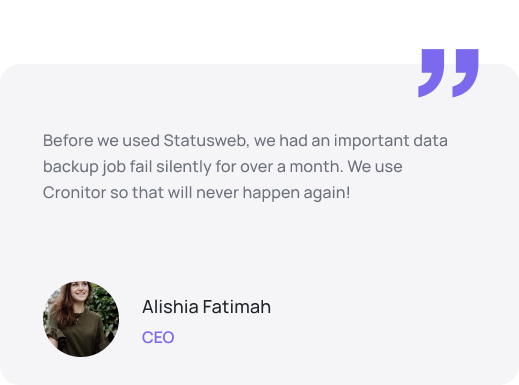 Before we used Statusweb, we had an important data
backup job fail silently for over a month. We use
Cronitor so that will never happen again!
Alishia Fatimah
CEO